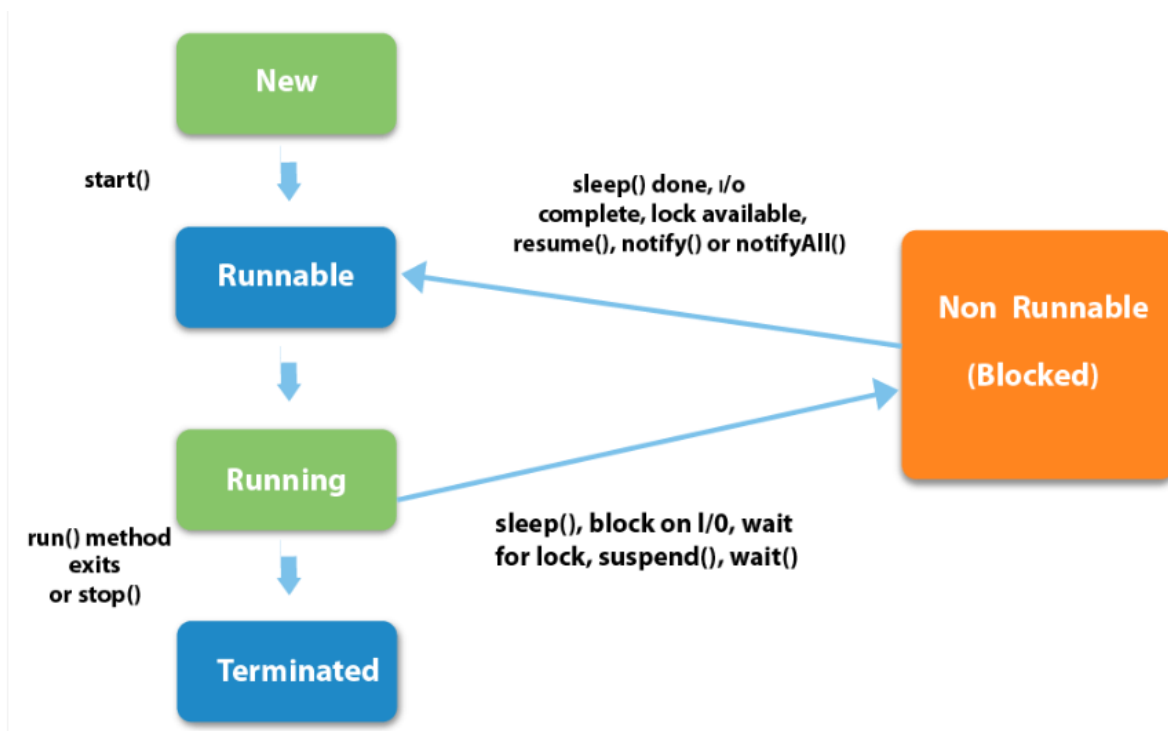 New
start()
sleep() done, I/o
complete, lock available,
resume(), notify() or notifyAll()
Runnable
Non Runnable
(Blocked)
Running
sleep(), block on I/0, wait
for lock, suspend(), wait()
run() method
exits
or stop()
Terminated